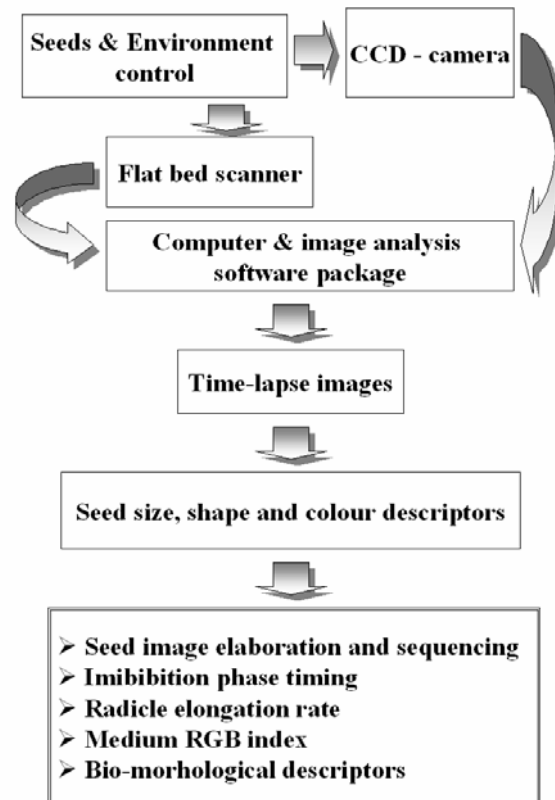 Seeds & Environment
control
CCD - camera
Flat bed scanner
Computer & image analysis
software package
Time-lapse images
Seed size, shape and colour descriptors
➢ Seed image elaboration and sequencing
➢ Imibibition phase timing
➢ Radicle elongation rate
➢ Medium RGB index
➢ Bio-morhological descriptors